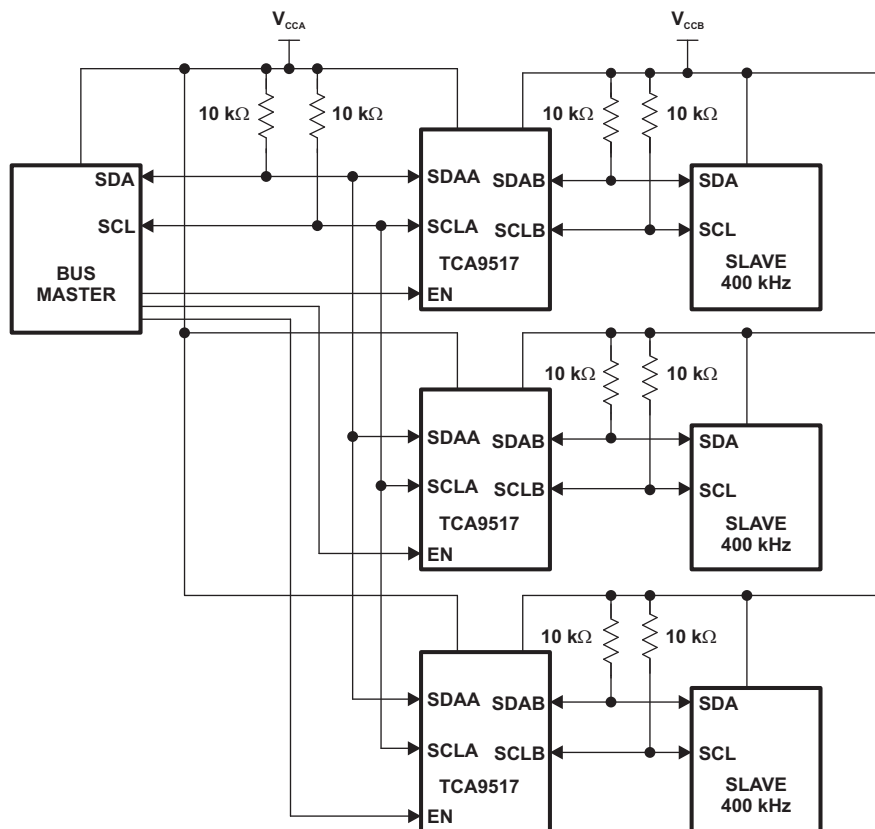 V_CCA
V_CCB
10 kΩ
10 kΩ
10 kΩ
10 kΩ
BUS
MASTER
SDA
SCL
SDAA
SCLA
EN
SDAB
SCLB
TCA9517
SDA
SCL
SLAVE
400 kHz
10 kΩ
10 kΩ
SDAA
SCLA
EN
SDAB
SCLB
TCA9517
SDA
SCL
SLAVE
400 kHz
10 kΩ
10 kΩ
SDAA
SCLA
EN
SDAB
SCLB
TCA9517
SDA
SCL
SLAVE
400 kHz